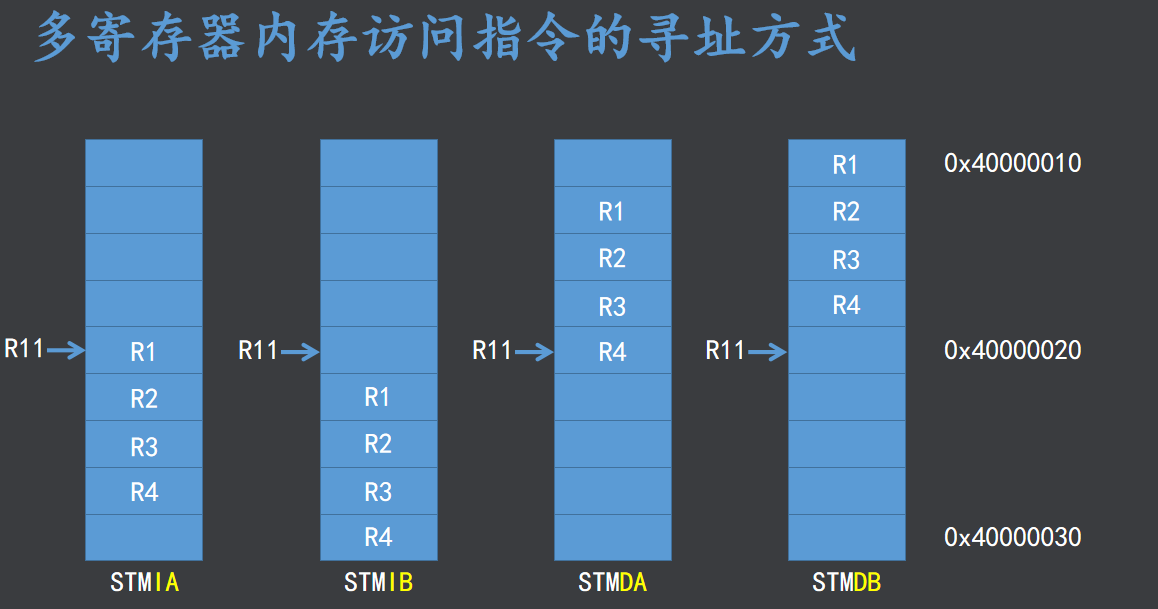 多寄存器内存访问指令的寻址方式
R1 0x40000010
R1 R2
R2 R3
R3 R4
R11 R1 R11 R11 R4 R11 0x40000020
R2 R1
R3 R2
R4 R3
R4 0x40000030
STMIA STMIB STMDA STMDB